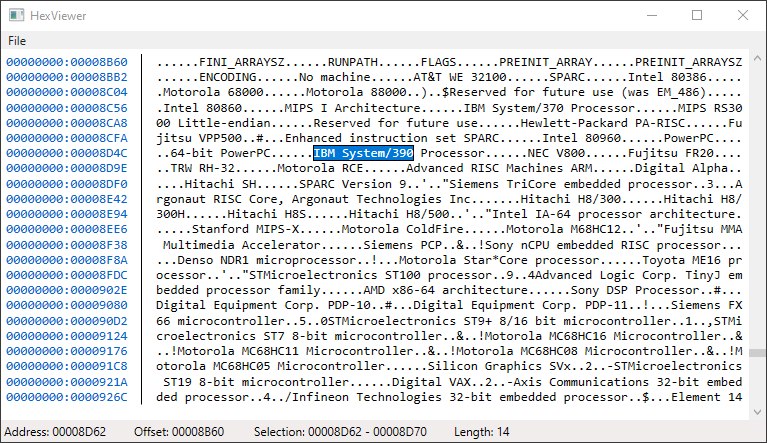 HexViewer
File
00000000:00008B60 ......FINI_ARRAYSZ......RUNPATH......FLAGS......PREINIT_ARRAY......PREINIT_ARRAYSZ
00000000:00008BB2 ......ENCODING......No machine......AT&T WE 32100......SPARC......Intel 80386.....
00000000:00008C04 .Motorola 68000......Motorola 88000..)..$Reserved for future use (was EM_486).....
00000000:00008C56 .Intel 80860......MIPS I Architecture......IBM System/370 Processor......MIPS RS30
00000000:00008CA8 00 Little-endian......Reserved for future use......Hewlett-Packard PA-RISC......Fu
00000000:00008CFA jitsu VPP500..#...Enhanced instruction set SPARC......Intel 80960......PowerPC....
00000000:00008D4C ..64-bit PowerPC......IBM System/390 Processor......NEC V800......Fujitsu FR20....
00000000:00008D9E ..TRW RH-32......Motorola RCE......Advanced RISC Machines ARM......Digital Alpha..
00000000:00008DF0 ....Hitachi SH......SPARC Version 9..'.."Siemens TriCore embedded processor..3...A
00000000:00008E42 rgonaut RISC Core, Argonaut Technologies Inc.......Hitachi H8/300......Hitachi H8/
00000000:00008E94 300H......Hitachi H8S......Hitachi H8/500..'.."Intel IA-64 processor architecture.
00000000:00008EE6 .....Stanford MIPS-X......Motorola ColdFire......Motorola M68HC12..'.."Fujitsu MMA
00000000:00008F38  Multimedia Accelerator......Siemens PCP..&..!Sony nCPU embedded RISC processor....
00000000:00008F8A ..Denso NDR1 microprocessor..!...Motorola Star*Core processor......Toyota ME16 pr
00000000:00008FDC ocessor..'.."STMicroelectronics ST100 processor..9..4Advanced Logic Corp. TinyJ em
00000000:0000902E bedded processor family......AMD x86-64 architecture......Sony DSP Processor..#...
00000000:00009080 Digital Equipment Corp. PDP-10..#...Digital Equipment Corp. PDP-11..!...Siemens FX
00000000:000090D2 66 microcontroller..5..0STMicroelectronics ST9+ 8/16 bit microcontroller..1..,STMi
00000000:00009124 croelectronics ST7 8-bit microcontroller..&..!Motorola MC68HC16 Microcontroller..&
00000000:00009176 ..!Motorola MC68HC11 Microcontroller..&..!Motorola MC68HC08 Microcontroller..&..!M
00000000:000091C8 otorola MC68HC05 Microcontroller......Silicon Graphics SVx..2..-STMicroelectronics
00000000:0000921A  ST19 8-bit microcontroller......Digital VAX..2..-Axis Communications 32-bit embed
00000000:0000926C ded processor..4../Infineon Technologies 32-bit embedded processor..$...Element 14
Address: 00008D62 Offset: 00008B60 Selection: 00008D62 - 00008D70 Length: 14